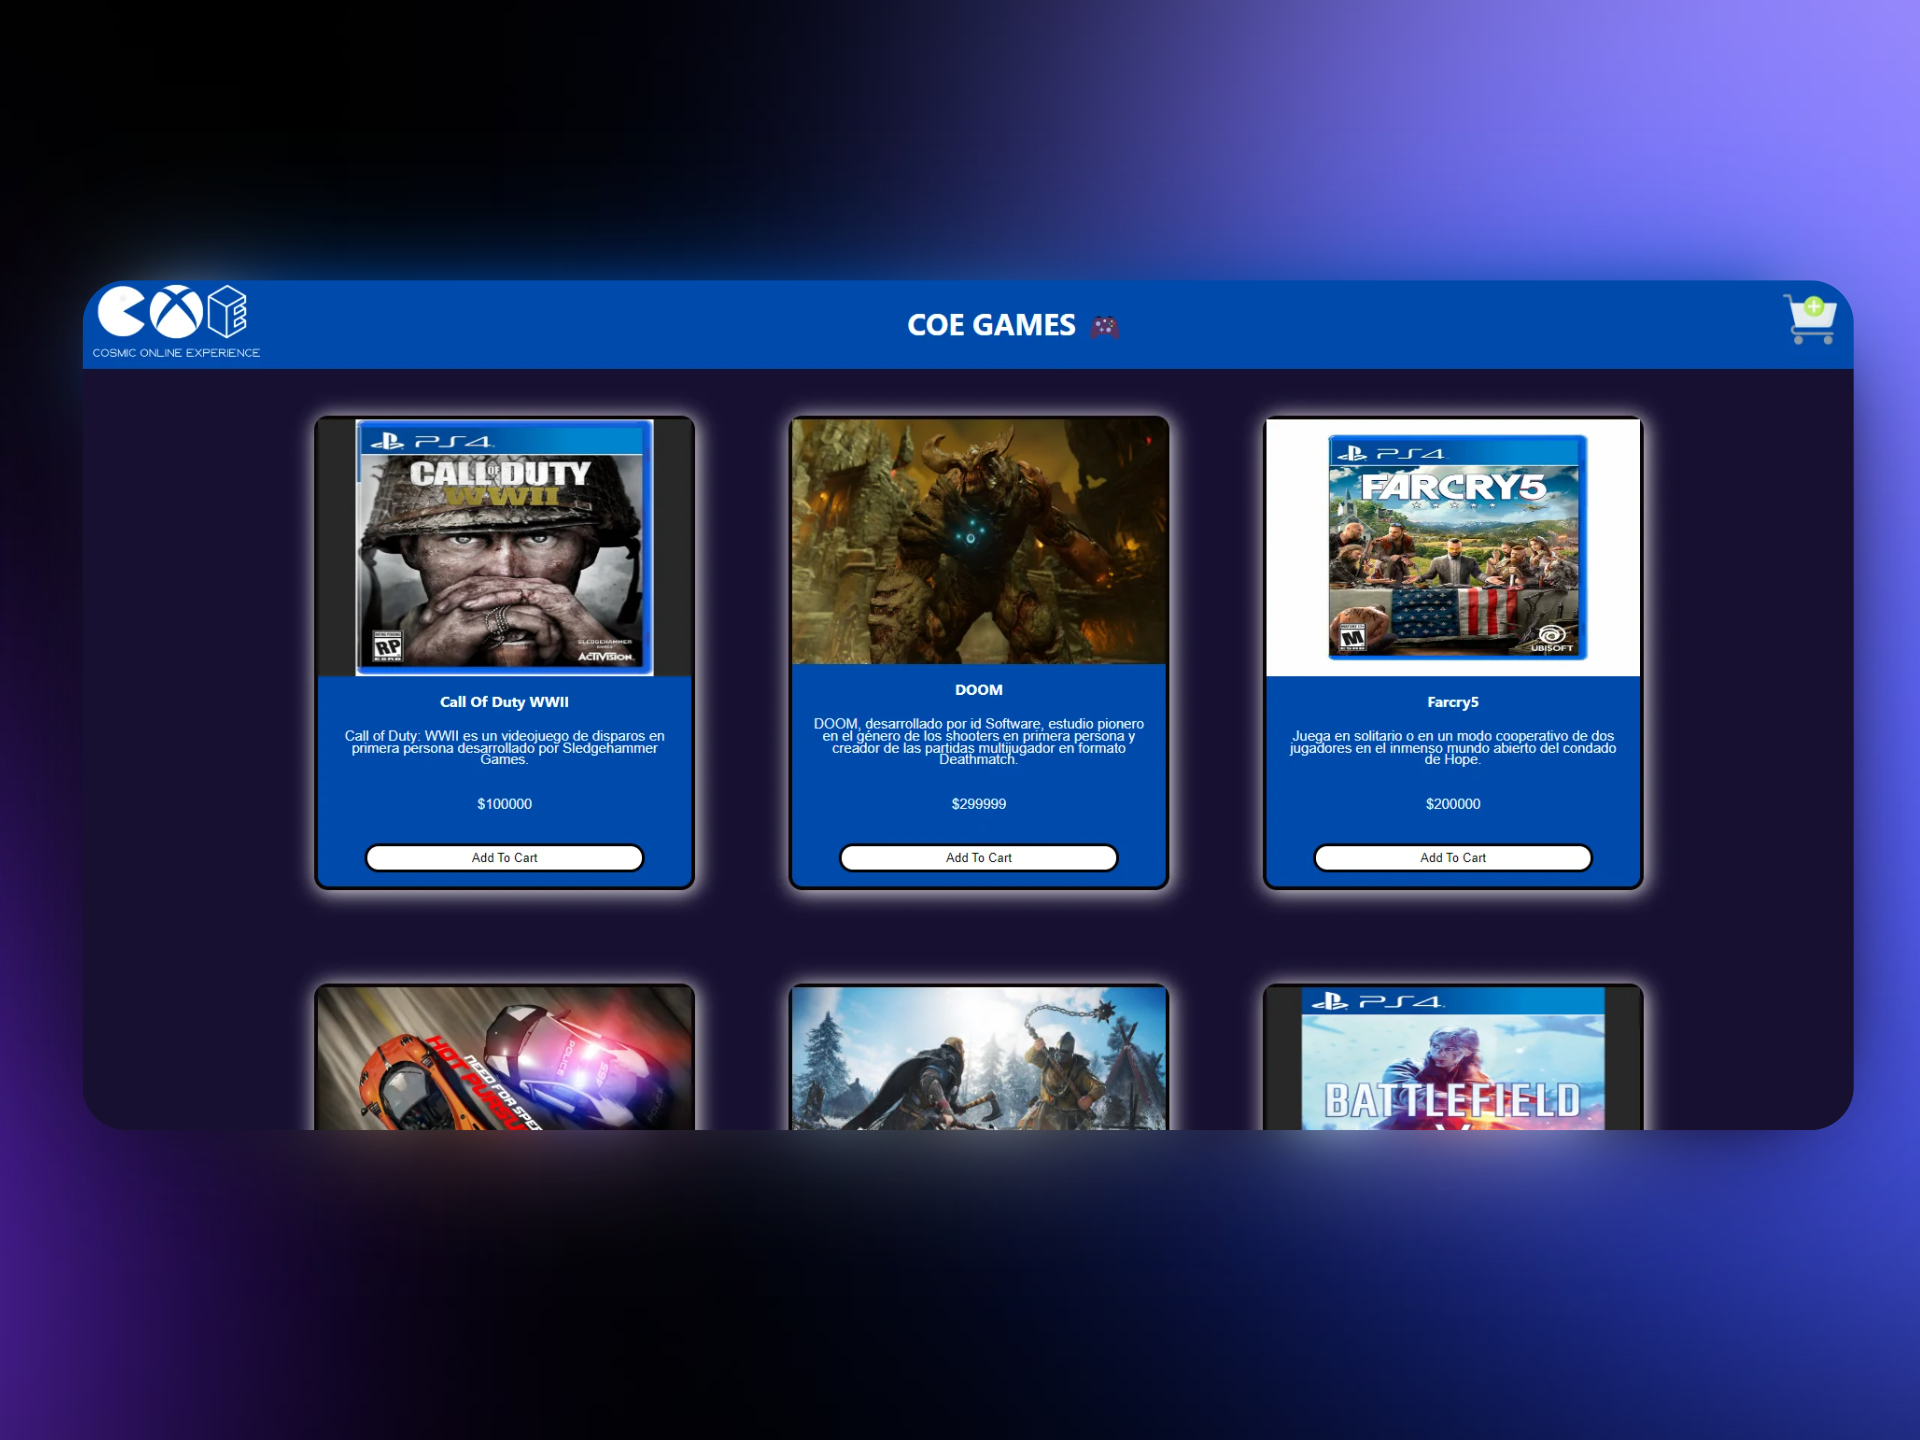 COE
COSMIC ONLINE EXPERIENCE
COE GAMES
PS4
CALL OF DUTY
WWII
RP
SLEDGEHAMMER
GAMES
ACTIVISION
Call Of Duty WWII
Call of Duty: WWII es un videojuego de disparos en
primera persona desarrollado por Sledgehammer
Games.
$100000
Add To Cart
DOOM
DOOM, desarrollado por id Software, estudio pionero
en el género de los shooters en primera persona y
creador de las partidas multijugador en formato
Deathmatch.
$299999
Add To Cart
PS4
FARCRY5
M
UBISOFT
Farcry5
Juega en solitario o en un modo cooperativo de dos
jugadores en el inmenso mundo abierto del condado
de Hope.
$200000
Add To Cart
HOT PURSU
NEED FOR SPE
POLICE
PS4
BATTLEFIELD